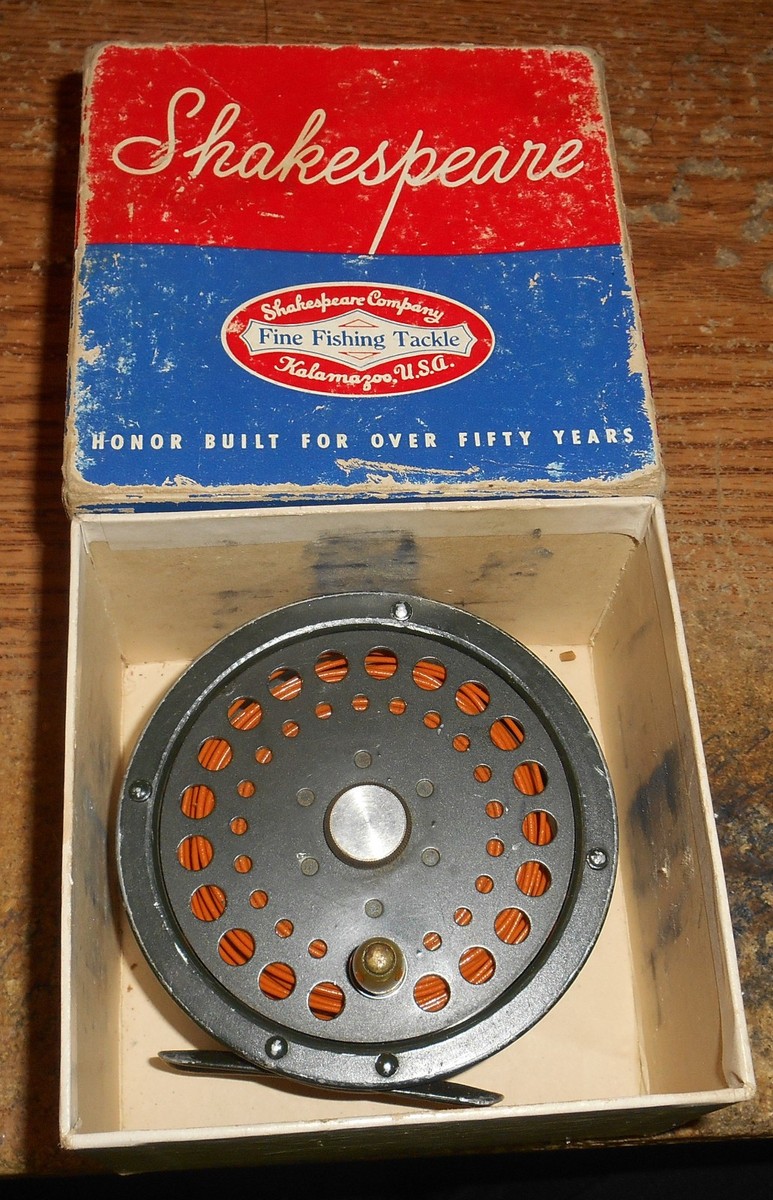 Shakespeare
Shakespeare Company
Fine Fishing Tackle
Kalamazoo, U.S.A.
HONOR BUILT FOR OVER FIFTY YEARS